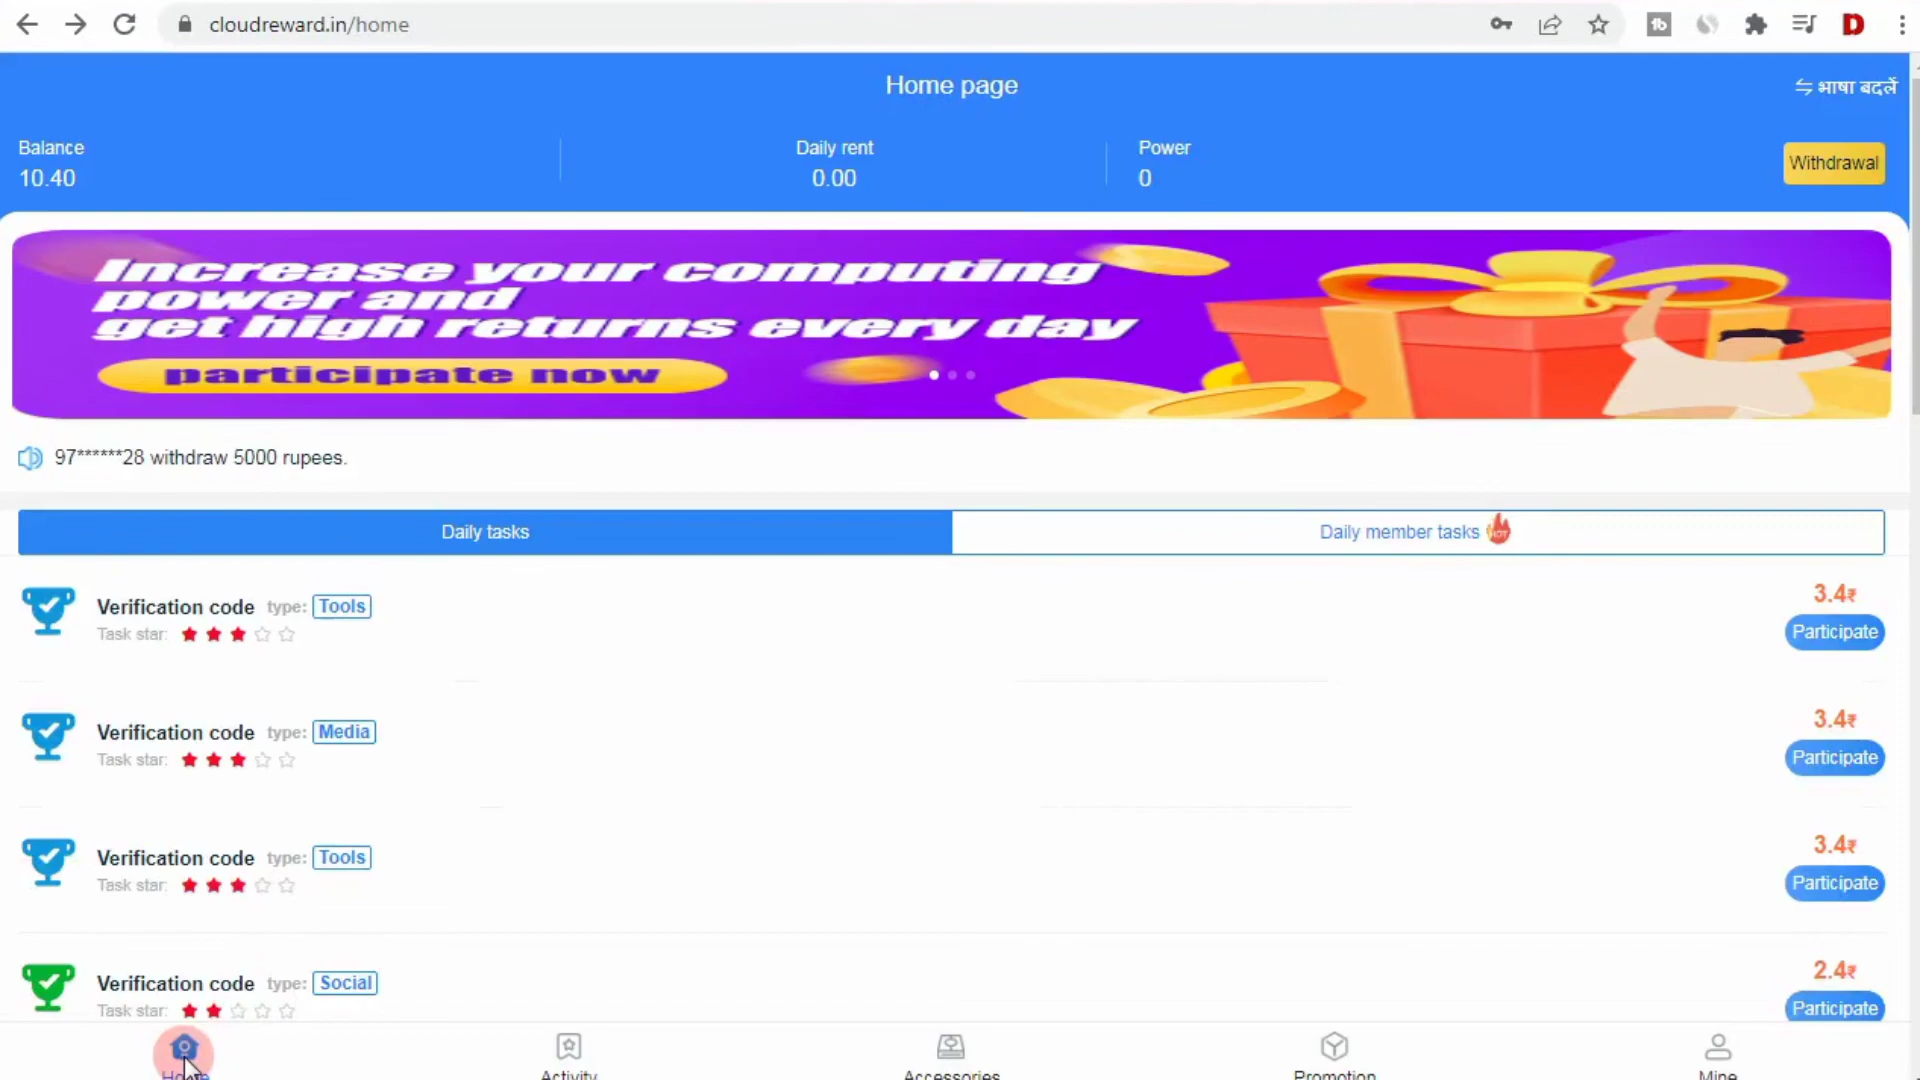 cloudreward.in/home
Home page
भाषा बदलें
Balance
Daily rent
Power
10.40
0.00
0
Withdrawal
Increase your computing
power and
get high returns every day
participate now
97******28 withdraw 5000 rupees.
Daily tasks
Daily member tasks
HOT
Verification code type: Tools
Task star:
3.4₹
Participate
Verification code type: Media
Task star:
3.4₹
Participate
Verification code type: Tools
Task star:
3.4₹
Participate
Verification code type: Social
Task star:
2.4₹
Participate
Home
Activity
Accessories
Promotion
Mine